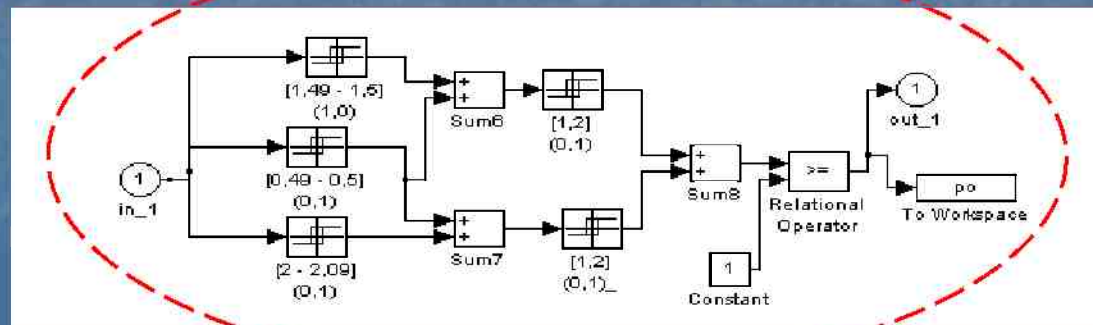 [1,49 - 1,5]
(1,0)
+
+
Sum6
[1,2]
(0,1)
1
out_1
[0,49 - 0,5]
(0,1)
1
in_1
+
+
Sum8
>=
Relational
Operator
po
To Workspace
[2 - 2,09]
(0,1)
+
+
Sum7
[1,2]
(0,1)_
1
Constant